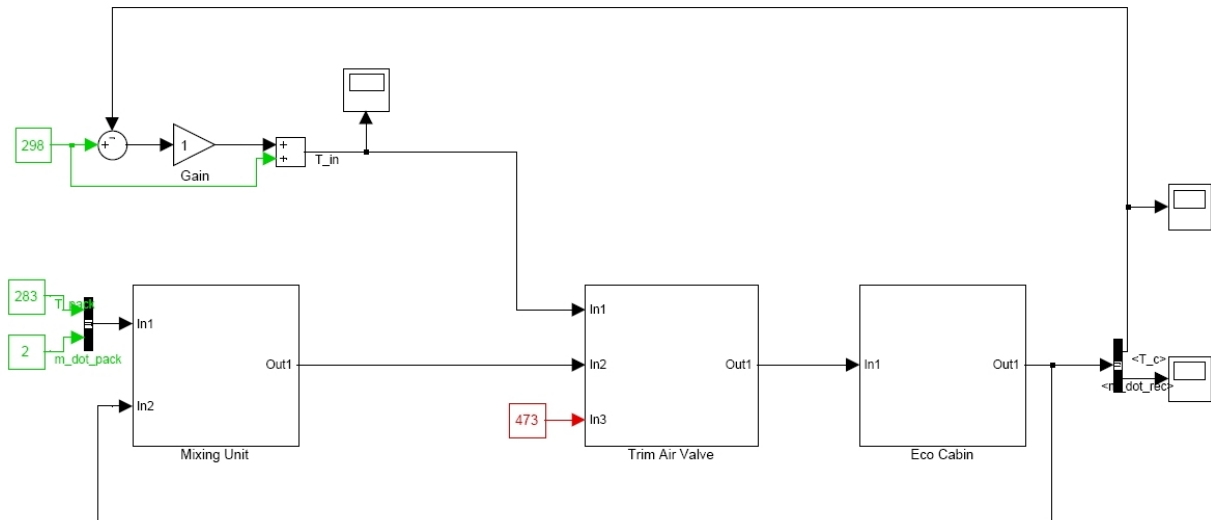 298
+
-
1
Gain
+
+
T_in
283
T_pack
2
m_dot_pack
In1
In2
Out1
Mixing Unit
In1
In2
In3
Out1
473
Trim Air Valve
In1
Out1
Eco Cabin
<T_c>
<m_dot_rec>